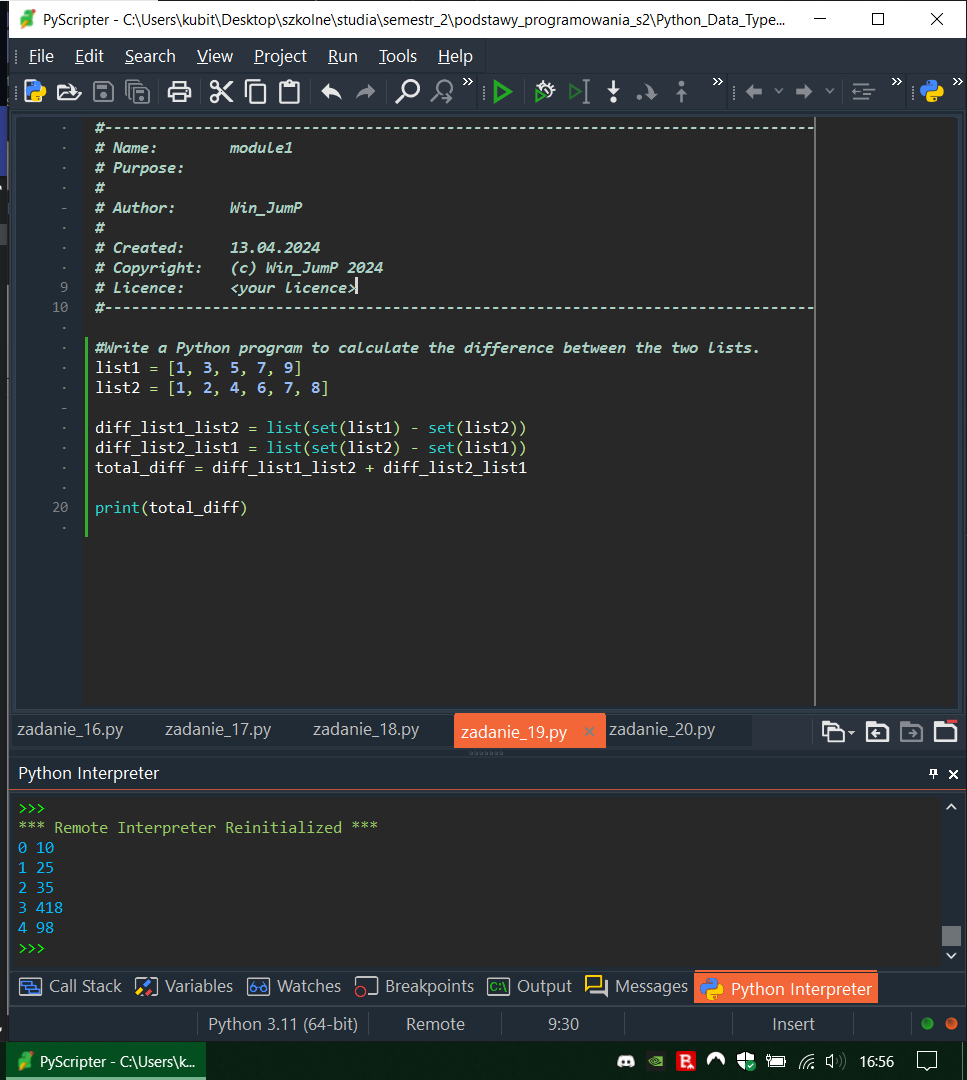 PyScripter - C:\Users\kubit\Desktop\szkolne\studia\semestr_2\podstawy_programowania_s2\Python_Data_Type...
File Edit Search View Project Run Tools Help
#------------------------------------------------------------------------------
# Name: module1
# Purpose:
#
# Author: Win_JumP
#
# Created: 13.04.2024
# Copyright: (c) Win_JumP 2024
9 # Licence: <your licence>
10 #------------------------------------------------------------------------------
#Write a Python program to calculate the difference between the two lists.
list1 = [1, 3, 5, 7, 9]
list2 = [1, 2, 4, 6, 7, 8]
diff_list1_list2 = list(set(list1) - set(list2))
diff_list2_list1 = list(set(list2) - set(list1))
total_diff = diff_list1_list2 + diff_list2_list1
20 print(total_diff)
zadanie_16.py zadanie_17.py zadanie_18.py zadanie_19.py × zadanie_20.py
Python Interpreter
>>>
*** Remote Interpreter Reinitialized ***
0 10
1 25
2 35
3 418
4 98
>>>
Call Stack Variables Watches Breakpoints C:\ Output Messages Python Interpreter
Python 3.11 (64-bit) Remote 9:30 Insert
PyScripter - C:\Users\k... 16:56